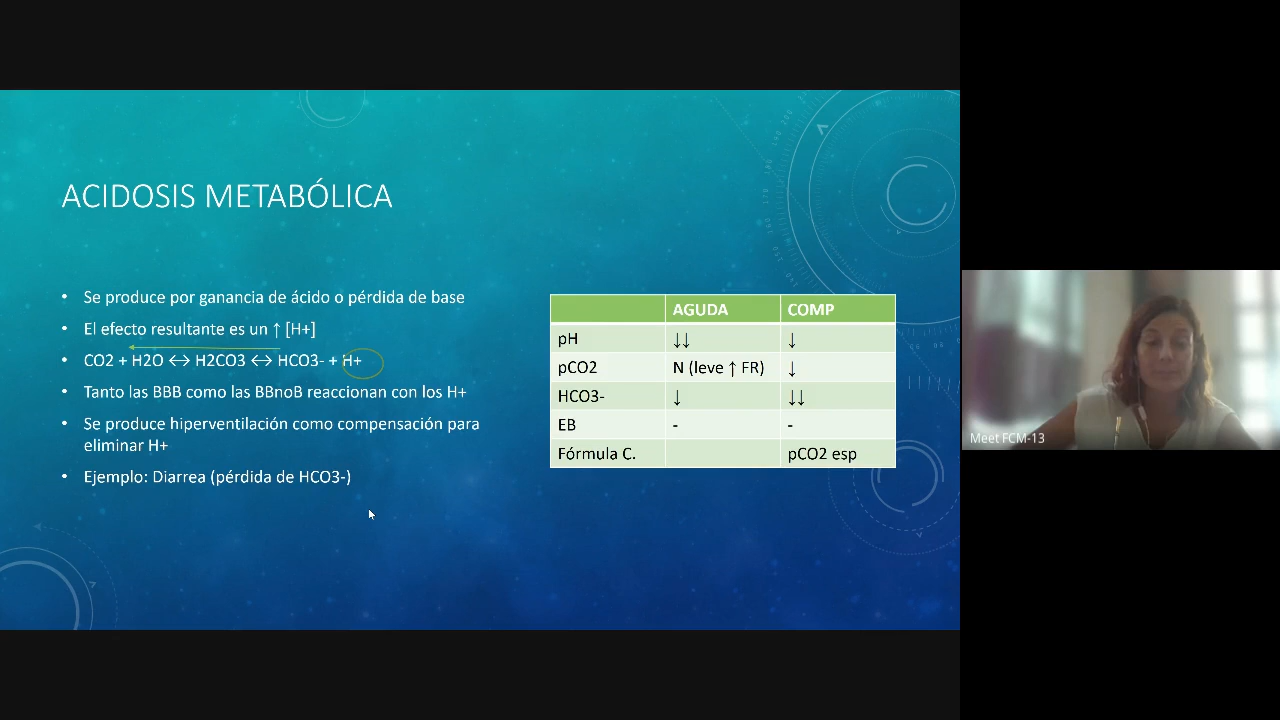 ACIDOSIS METABÓLICA
• Se produce por ganancia de ácido o pérdida de base
• El efecto resultante es un ↑ [H+]
• CO2 + H2O ↔ H2CO3 ↔ HCO3- + H+
• Tanto las BBB como las BBnoB reaccionan con los H+
• Se produce hiperventilación como compensación para
eliminar H+
• Ejemplo: Diarrea (pérdida de HCO3-)
AGUDA COMP
pH ↓↓ ↓
pCO2 N (leve ↑ FR) ↓
HCO3- ↓ ↓↓
EB - -
Fórmula C. pCO2 esp
Meet FCM-13